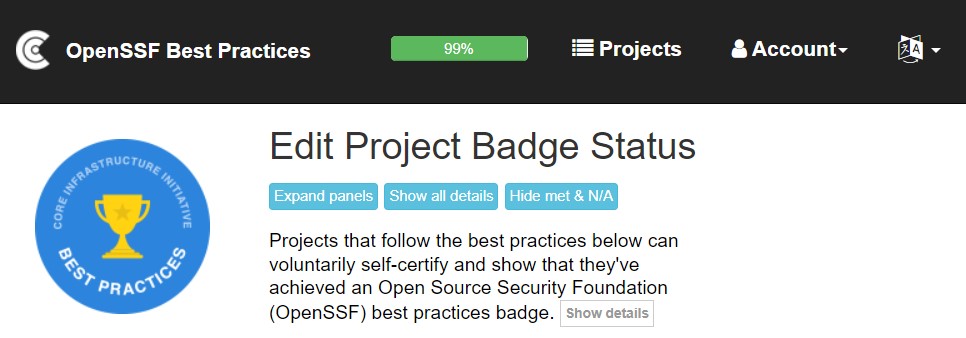 OpenSSF Best Practices 99% Projects Account
Edit Project Badge Status
CORE INFRASTRUCTURE INITIATIVE
BEST PRACTICES
Expand panels Show all details Hide met & N/A
Projects that follow the best practices below can
voluntarily self-certify and show that they've
achieved an Open Source Security Foundation
(OpenSSF) best practices badge. Show details